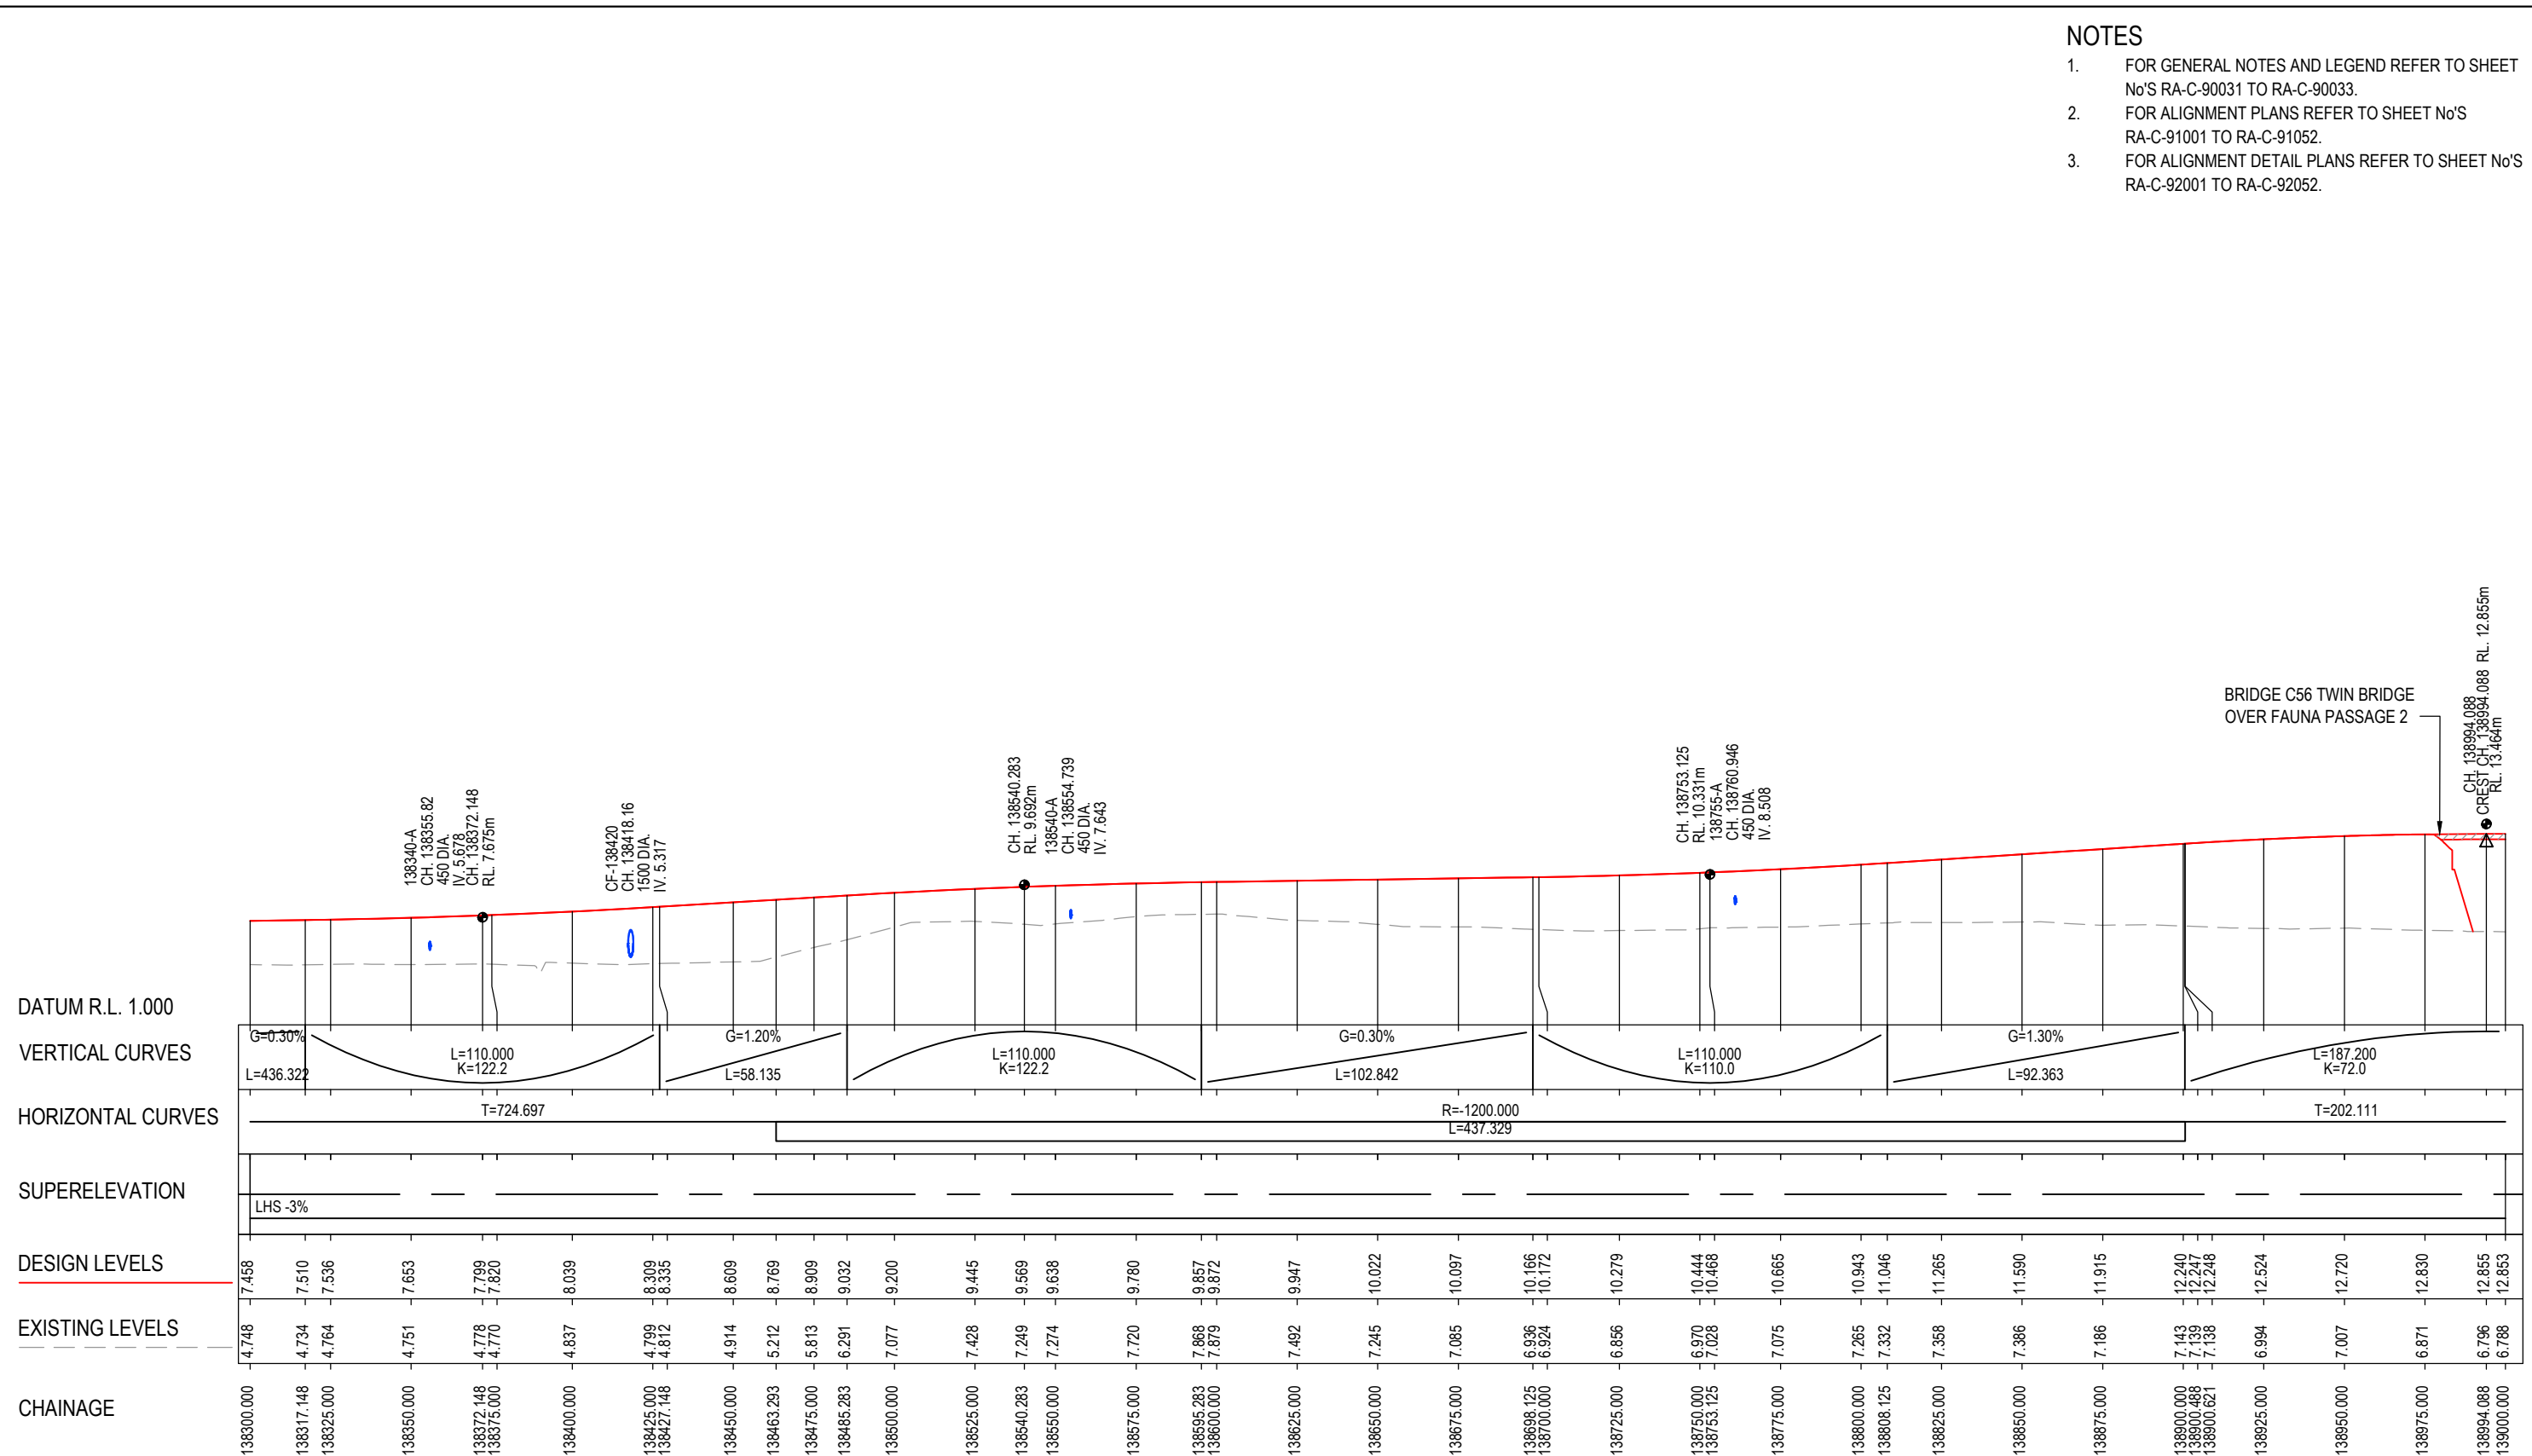 NOTES
1. FOR GENERAL NOTES AND LEGEND REFER TO SHEET
No'S RA-C-90031 TO RA-C-90033.
2. FOR ALIGNMENT PLANS REFER TO SHEET No'S
RA-C-91001 TO RA-C-91052.
3. FOR ALIGNMENT DETAIL PLANS REFER TO SHEET No'S
RA-C-92001 TO RA-C-92052.
138340-A
CH. 138355.82
450 DIA.
IV. 5.678
CH. 138372.148
RL. 7.675m
CF-138420
CH. 138418.16
1500 DIA.
IV. 5.317
CH. 138540.283
RL. 9.692m
138540-A
CH. 138554.739
450 DIA.
IV. 7.643
CH. 138753.125
RL. 10.331m
138755-A
CH. 138760.946
450 DIA.
IV. 8.508
BRIDGE C56 TWIN BRIDGE
OVER FAUNA PASSAGE 2
CH. 138994.088
CREST CH. 138994.088 RL. 12.855m
RL. 13.464m
DATUM R.L. 1.000
VERTICAL CURVES
G=0.30%
L=436.322
L=110.000
K=122.2
G=1.20%
L=58.135
L=110.000
K=122.2
G=0.30%
L=102.842
L=110.000
K=110.0
G=1.30%
L=92.363
L=187.200
K=72.0
HORIZONTAL CURVES
T=724.697
R=-1200.000
L=437.329
T=202.111
SUPERELEVATION
LHS -3%
DESIGN LEVELS
7.458
7.510
7.536
7.653
7.799
7.820
8.039
8.309
8.335
8.609
8.769
8.909
9.032
9.200
9.445
9.569
9.638
9.780
9.857
9.872
9.947
10.022
10.097
10.166
10.172
10.279
10.444
10.468
10.665
10.943
11.046
11.265
11.590
11.915
12.240
12.247
12.248
12.524
12.720
12.830
12.855
12.853
EXISTING LEVELS
4.748
4.734
4.764
4.751
4.778
4.770
4.837
4.799
4.812
4.914
5.212
5.813
6.291
7.077
7.428
7.249
7.274
7.720
7.868
7.879
7.492
7.245
7.085
6.936
6.924
6.856
6.970
7.028
7.075
7.265
7.332
7.358
7.386
7.186
7.143
7.139
7.138
6.994
7.007
6.871
6.796
6.788
CHAINAGE
138300.000
138317.148
138325.000
138350.000
138372.148
138375.000
138400.000
138425.000
138427.148
138450.000
138463.293
138475.000
138485.283
138500.000
138525.000
138540.283
138550.000
138575.000
138595.283
138600.000
138625.000
138650.000
138675.000
138698.125
138700.000
138725.000
138750.000
138753.125
138775.000
138800.000
138808.125
138825.000
138850.000
138875.000
138900.000
138900.488
138900.621
138925.000
138950.000
138975.000
138994.088
139000.000